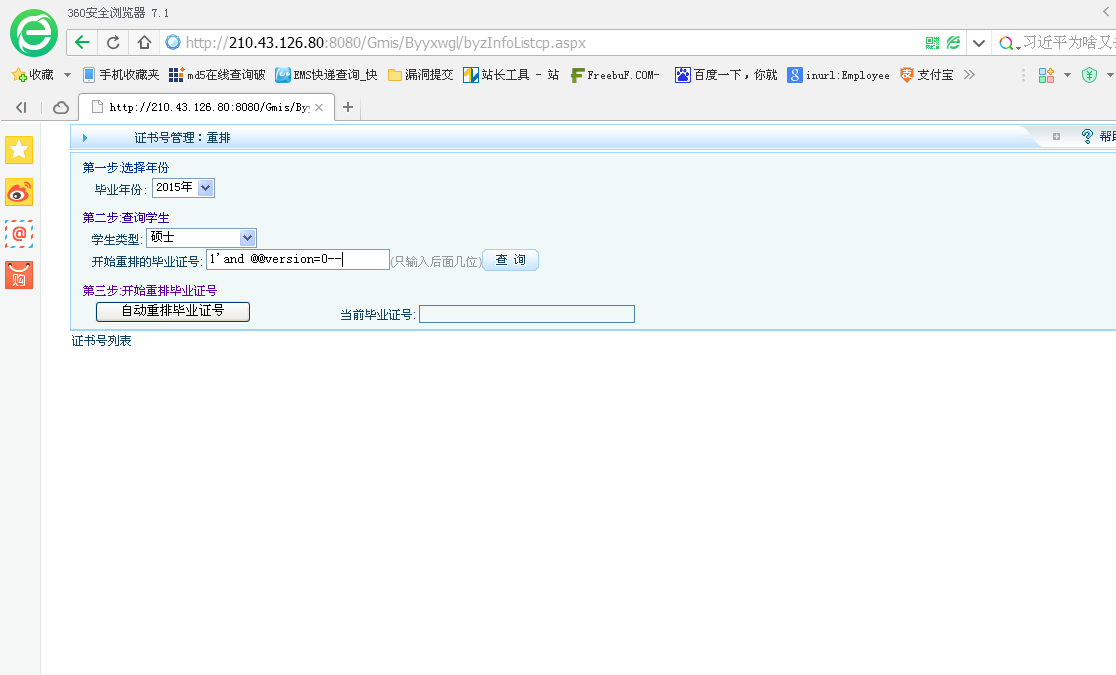 360安全浏览器 7.1
http://210.43.126.80:8080/Gmis/Byyxwgl/byzInfoListcp.aspx 习近平为啥又
收藏 手机收藏夹 md5在线查询破 EMS快递查询_快 漏洞提交 站长工具 - 站 FreebuF.COM- 百度一下，你就 inurl:Employee 支付宝
http://210.43.126.80:8080/Gmis/By
证书号管理：重排 帮
第一步:选择年份
毕业年份: 2015年
第二步:查询学生
学生类型: 硕士
开始重排的毕业证号: 1'and @@version=0-- (只输入后面几位) 查 询
第三步:开始重排毕业证号
自动重排毕业证号 当前毕业证号:
证书号列表
购